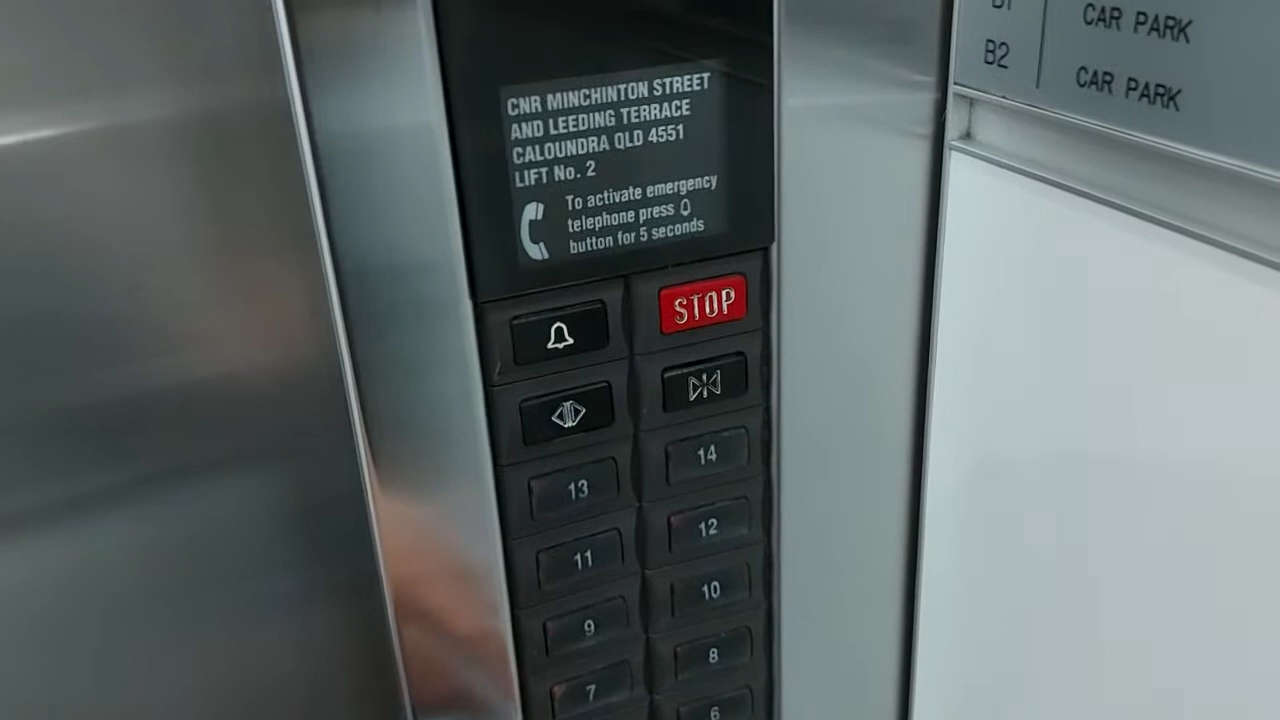 CNR MINCHINTON STREET
AND LEEDING TERRACE
CALOUNDRA QLD 4551
LIFT No. 2
To activate emergency
telephone press
button for 5 seconds
STOP
14
13
12
11
10
9
8
7
6
B1 CAR PARK
B2 CAR PARK